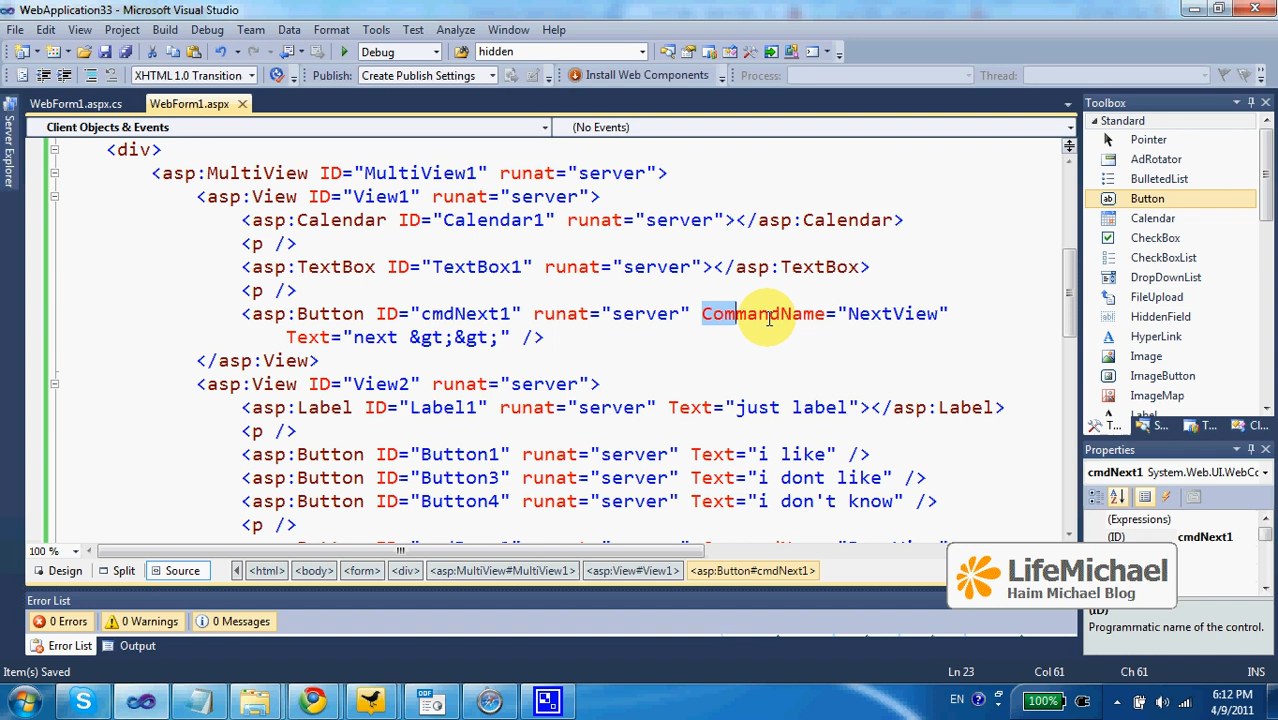 WebApplication33 - Microsoft Visual Studio
File Edit View Project Build Debug Team Data Format Tools Test Analyze Window Help
Debug hidden
XHTML 1.0 Transition Publish: Create Publish Settings Install Web Components Process: Thread:
WebForm1.aspx.cs WebForm1.aspx
Client Objects & Events (No Events)
<div>
<asp:MultiView ID="MultiView1" runat="server">
<asp:View ID="View1" runat="server">
<asp:Calendar ID="Calendar1" runat="server"></asp:Calendar>
<p />
<asp:TextBox ID="TextBox1" runat="server"></asp:TextBox>
<p />
<asp:Button ID="cmdNext1" runat="server" CommandName="NextView"
Text="next &gt;&gt;" />
</asp:View>
<asp:View ID="View2" runat="server">
<asp:Label ID="Label1" runat="server" Text="just label"></asp:Label>
<p />
<asp:Button ID="Button1" runat="server" Text="i like" />
<asp:Button ID="Button3" runat="server" Text="i dont like" />
<asp:Button ID="Button4" runat="server" Text="i don't know" />
<p />
100 %
Design Split Source <html> <body> <form> <div> <asp:MultiView#MultiView1> <asp:View#View1> <asp:Button#cmdNext1>
Error List
0 Errors 0 Warnings 0 Messages
Error List Output
Item(s) Saved Ln 23 Col 61 Ch 61 INS
Server Explorer
Toolbox
Standard
Pointer
AdRotator
BulletedList
Button
Calendar
CheckBox
CheckBoxList
DropDownList
FileUpload
HiddenField
HyperLink
Image
ImageButton
ImageMap
Label
T... S... T... Cl...
Properties
cmdNext1 System.Web.UI.WebCc
(Expressions)
(ID) cmdNext1
LifeMichael
Haim Michael Blog
(ID)
Programmatic name of the control.
EN 100% 6:12 PM
4/9/2011